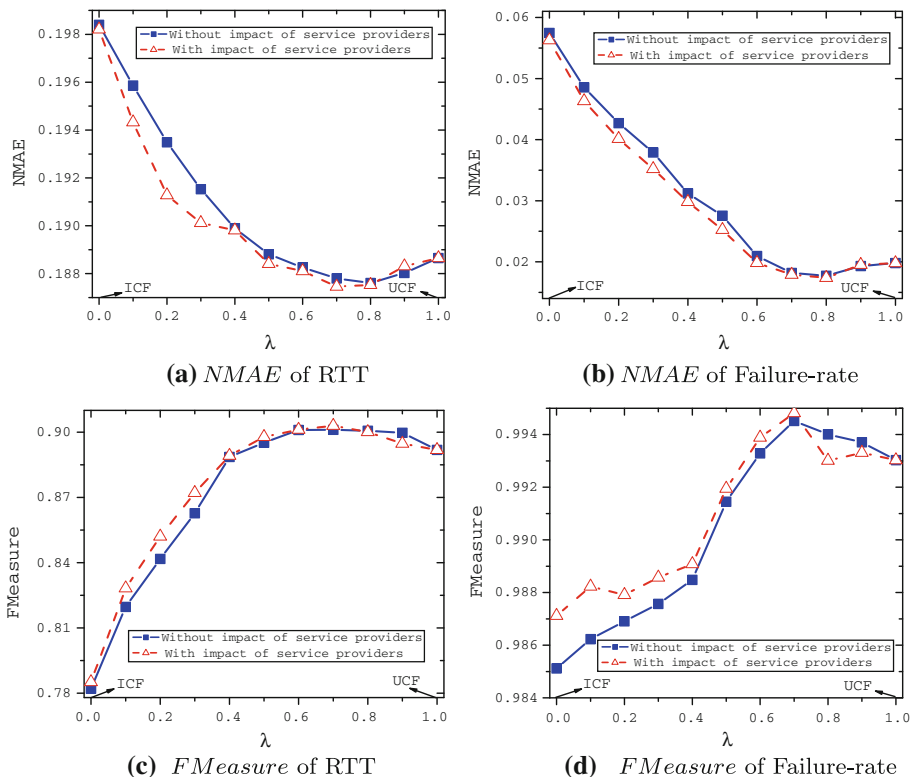 0.198
0.196
0.194
0.192
0.190
0.188
NMAE
Without impact of service providers
With impact of service providers
ICF
UCF
0.0 0.2 0.4 0.6 0.8 1.0
λ
(a) NMAE of RTT
0.06
0.05
0.04
0.03
0.02
NMAE
Without impact of service providers
With impact of service providers
ICF
UCF
0.0 0.2 0.4 0.6 0.8 1.0
λ
(b) NMAE of Failure-rate
0.90
0.87
0.84
0.81
0.78
FMeasure
Without impact of service providers
With impact of service providers
ICF
UCF
0.0 0.2 0.4 0.6 0.8 1.0
λ
(c) FMeasure of RTT
0.994
0.992
0.990
0.988
0.986
0.984
FMeasure
Without impact of service providers
With impact of service providers
ICF
UCF
0.0 0.2 0.4 0.6 0.8 1.0
λ
(d) FMeasure of Failure-rate